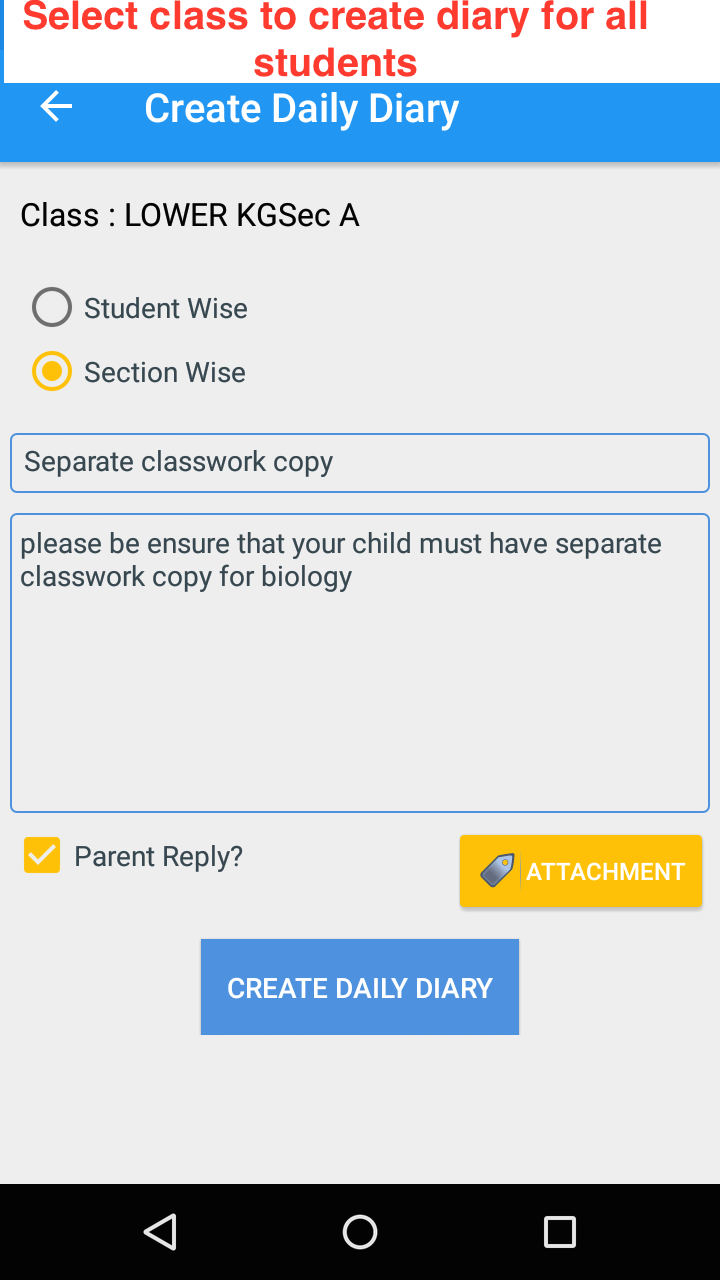 Select class to create diary for all
students
Create Daily Diary
Class : LOWER KGSec A
Student Wise
Section Wise
Separate classwork copy
please be ensure that your child must have separate
classwork copy for biology
Parent Reply?
ATTACHMENT
CREATE DAILY DIARY